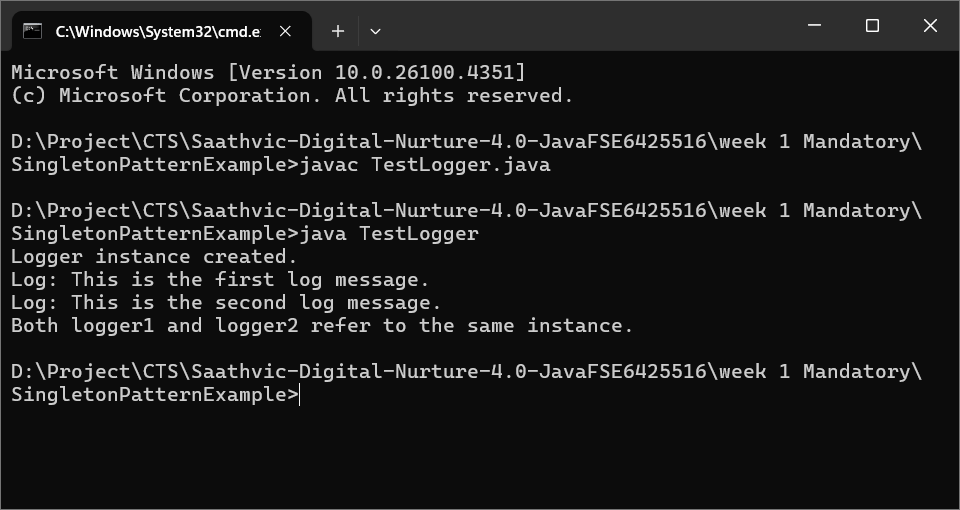 C:\Windows\System32\cmd.e
Microsoft Windows [Version 10.0.26100.4351]
(c) Microsoft Corporation. All rights reserved.
D:\Project\CTS\Saathvic-Digital-Nurture-4.0-JavaFSE6425516\week 1 Mandatory\
SingletonPatternExample>javac TestLogger.java
D:\Project\CTS\Saathvic-Digital-Nurture-4.0-JavaFSE6425516\week 1 Mandatory\
SingletonPatternExample>java TestLogger
Logger instance created.
Log: This is the first log message.
Log: This is the second log message.
Both logger1 and logger2 refer to the same instance.
D:\Project\CTS\Saathvic-Digital-Nurture-4.0-JavaFSE6425516\week 1 Mandatory\
SingletonPatternExample>